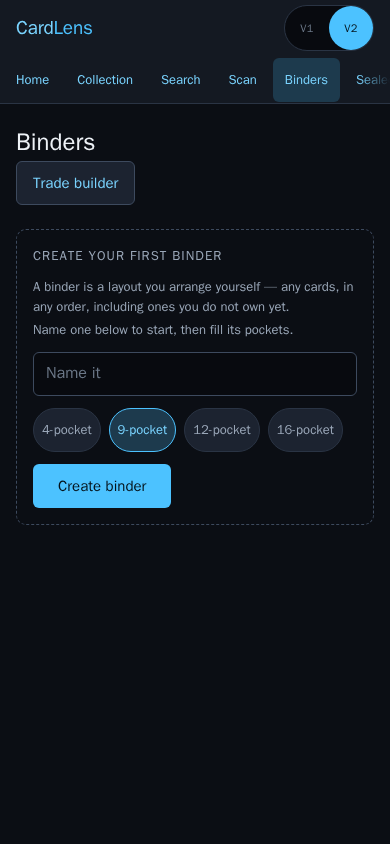 CardLens
V1
V2
Home
Collection
Search
Scan
Binders
Seale
Binders
Trade builder
CREATE YOUR FIRST BINDER
A binder is a layout you arrange yourself — any cards, in
any order, including ones you do not own yet.
Name one below to start, then fill its pockets.
Name it
4-pocket
9-pocket
12-pocket
16-pocket
Create binder